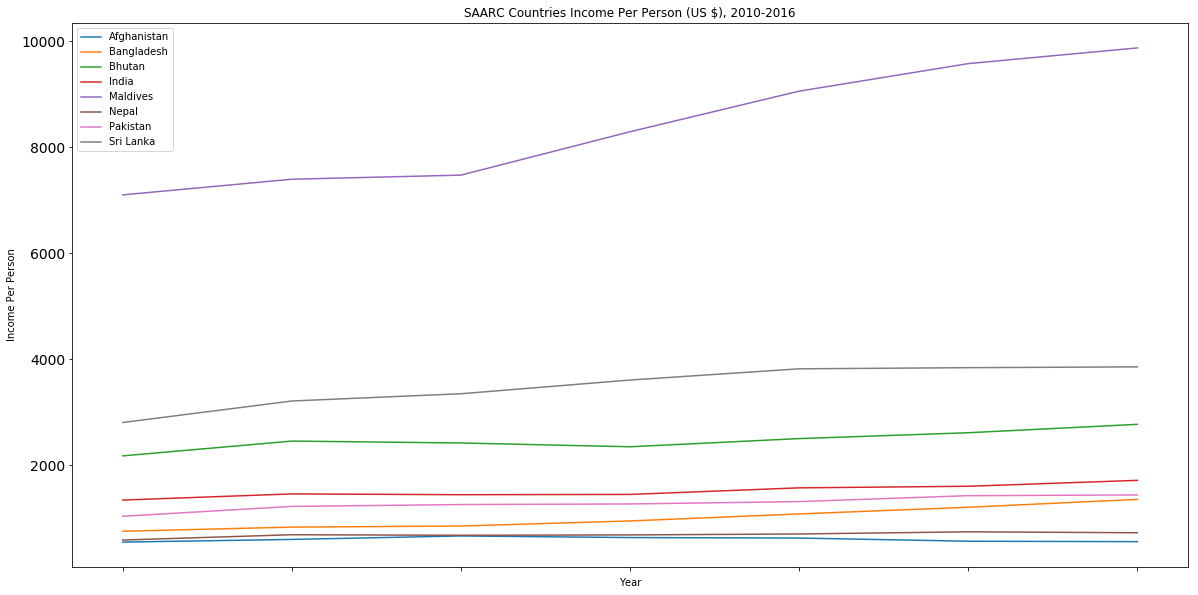 SAARC Countries Income Per Person (US $), 2010-2016
10000
8000
6000
4000
2000
Income Per Person
Afghanistan
Bangladesh
Bhutan
India
Maldives
Nepal
Pakistan
Sri Lanka
Year